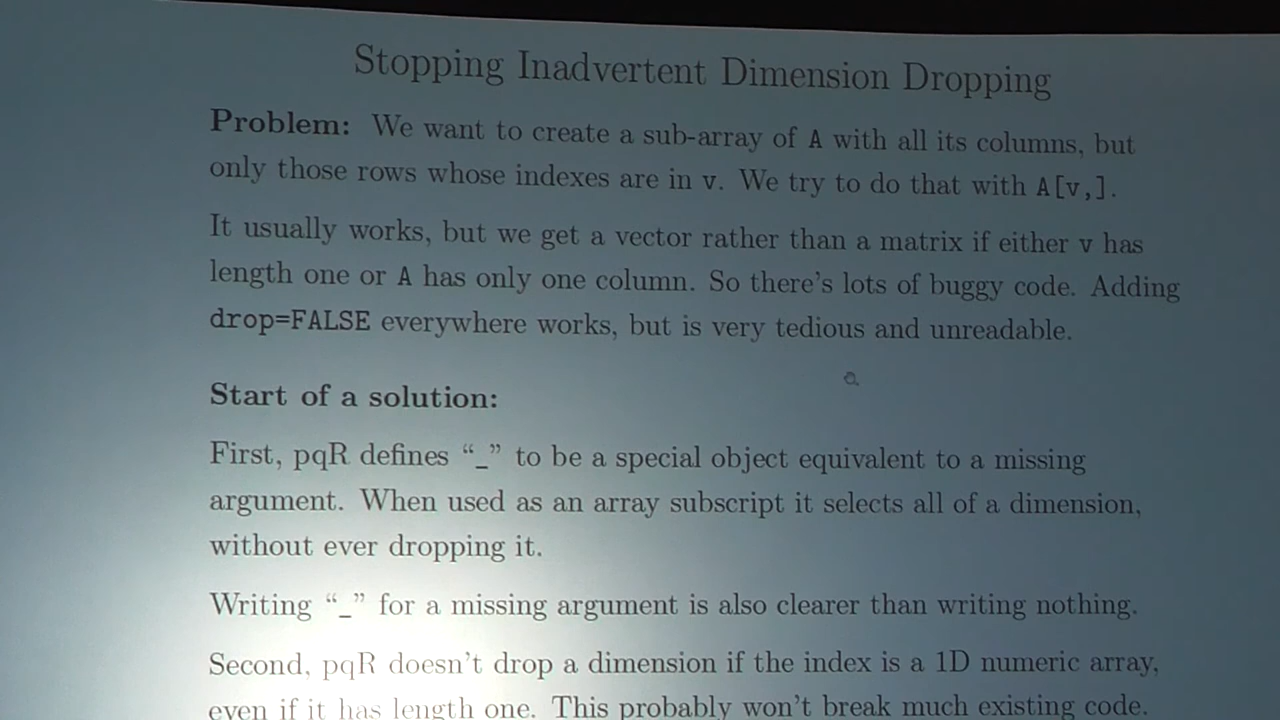 Stopping Inadvertent Dimension Dropping
Problem: We want to create a sub-array of A with all its columns, but
only those rows whose indexes are in v. We try to do that with A[v,].
It usually works, but we get a vector rather than a matrix if either v has
length one or A has only one column. So there's lots of buggy code. Adding
drop=FALSE everywhere works, but is very tedious and unreadable.
Start of a solution:
First, pqR defines “_” to be a special object equivalent to a missing
argument. When used as an array subscript it selects all of a dimension,
without ever dropping it.
Writing “_” for a missing argument is also clearer than writing nothing.
Second, pqR doesn't drop a dimension if the index is a 1D numeric array,
even if it has length one. This probably won't break much existing code.